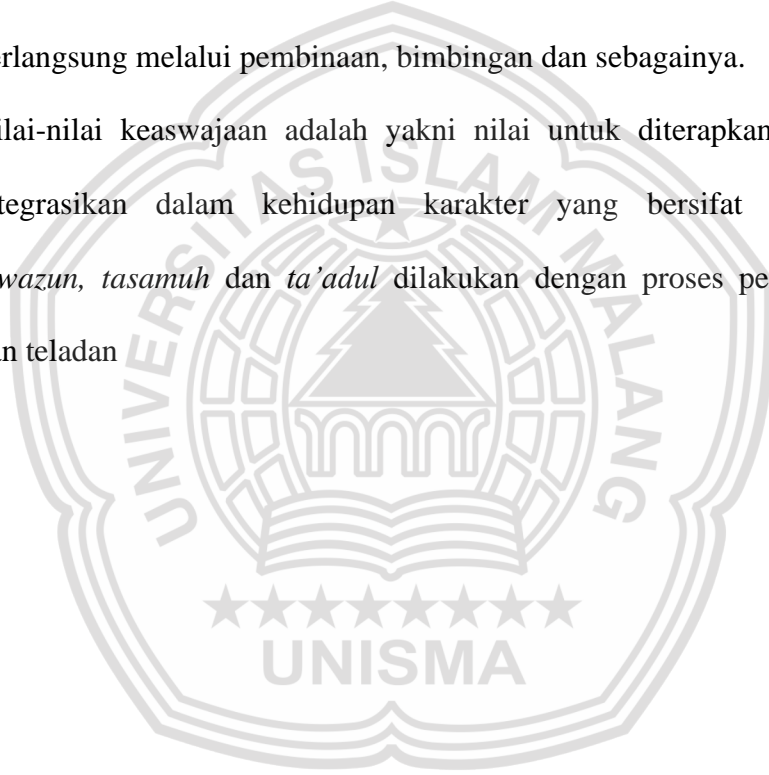 erlangsung melalui pembinaan, bimbingan dan sebagainya.
ilai-nilai keaswajaan adalah yakni nilai untuk diterapkan
tegrasikan dalam kehidupan karakter yang bersifat
wazun, tasamuh dan ta’adul dilakukan dengan proses pe
an teladan
UNIVERSITAS ISLAM MALANG
UNISMA